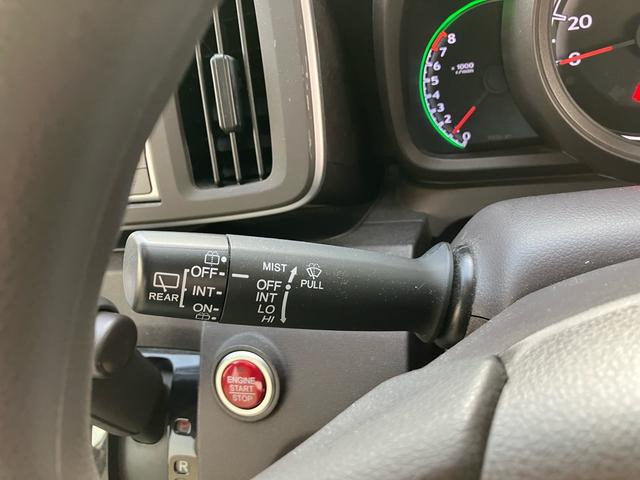 8
7
6
5
4
3
2
1
0
x1000
r/min
20
0
OFF
INT
ON
REAR
MIST
OFF
INT
LO
HI
PULL
ENGINE
START
STOP
R